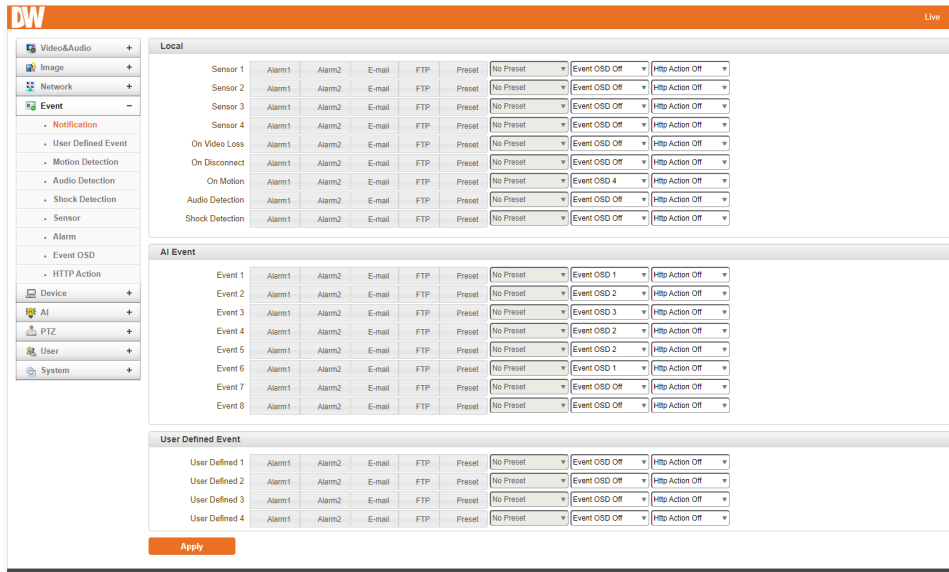 DW Live
Video&Audio +
Image +
Network +
Event −
Notification
User Defined Event
Motion Detection
Audio Detection
Shock Detection
Sensor
Alarm
Event OSD
HTTP Action
Device +
AI +
PTZ +
User +
System +
Local
Sensor 1 Alarm1 Alarm2 E-mail FTP Preset No Preset Event OSD Off Http Action Off
Sensor 2 Alarm1 Alarm2 E-mail FTP Preset No Preset Event OSD Off Http Action Off
Sensor 3 Alarm1 Alarm2 E-mail FTP Preset No Preset Event OSD Off Http Action Off
Sensor 4 Alarm1 Alarm2 E-mail FTP Preset No Preset Event OSD Off Http Action Off
On Video Loss Alarm1 Alarm2 E-mail FTP Preset No Preset Event OSD Off Http Action Off
On Disconnect Alarm1 Alarm2 E-mail FTP Preset No Preset Event OSD Off Http Action Off
On Motion Alarm1 Alarm2 E-mail FTP Preset No Preset Event OSD 4 Http Action Off
Audio Detection Alarm1 Alarm2 E-mail FTP Preset No Preset Event OSD Off Http Action Off
Shock Detection Alarm1 Alarm2 E-mail FTP Preset No Preset Event OSD Off Http Action Off
AI Event
Event 1 Alarm1 Alarm2 E-mail FTP Preset No Preset Event OSD 1 Http Action Off
Event 2 Alarm1 Alarm2 E-mail FTP Preset No Preset Event OSD 2 Http Action Off
Event 3 Alarm1 Alarm2 E-mail FTP Preset No Preset Event OSD 3 Http Action Off
Event 4 Alarm1 Alarm2 E-mail FTP Preset No Preset Event OSD 2 Http Action Off
Event 5 Alarm1 Alarm2 E-mail FTP Preset No Preset Event OSD 2 Http Action Off
Event 6 Alarm1 Alarm2 E-mail FTP Preset No Preset Event OSD 1 Http Action Off
Event 7 Alarm1 Alarm2 E-mail FTP Preset No Preset Event OSD Off Http Action Off
Event 8 Alarm1 Alarm2 E-mail FTP Preset No Preset Event OSD Off Http Action Off
User Defined Event
User Defined 1 Alarm1 Alarm2 E-mail FTP Preset No Preset Event OSD Off Http Action Off
User Defined 2 Alarm1 Alarm2 E-mail FTP Preset No Preset Event OSD Off Http Action Off
User Defined 3 Alarm1 Alarm2 E-mail FTP Preset No Preset Event OSD Off Http Action Off
User Defined 4 Alarm1 Alarm2 E-mail FTP Preset No Preset Event OSD Off Http Action Off
Apply